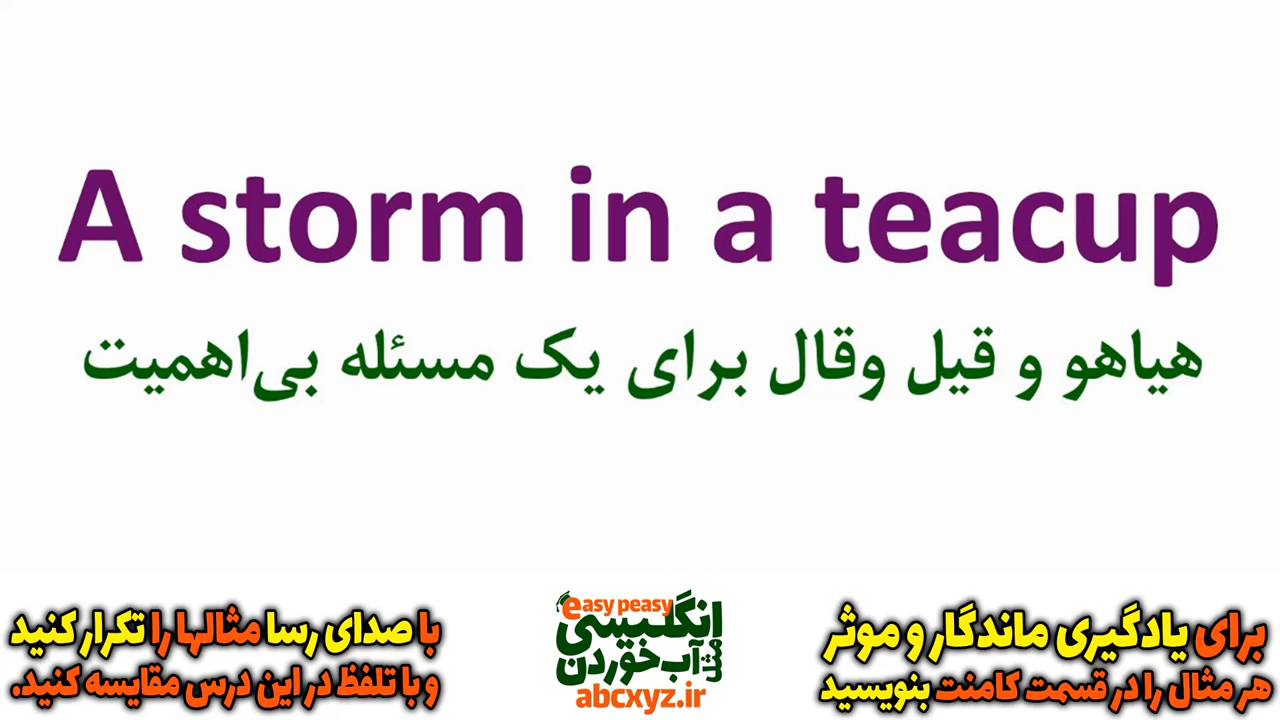 A storm in a teacup
هیاهو و قیل وقال برای یک مسئله بی‌اهمیت
برای یادگیری ماندگار و موثر
هر مثال را در قسمت کامنت بنویسید
easy peasy
انگلیسی
مثل آب خوردن
abcxyz.ir
با صدای رسا مثالها را تکرار کنید
و با تلفظ در این درس مقایسه کنید.